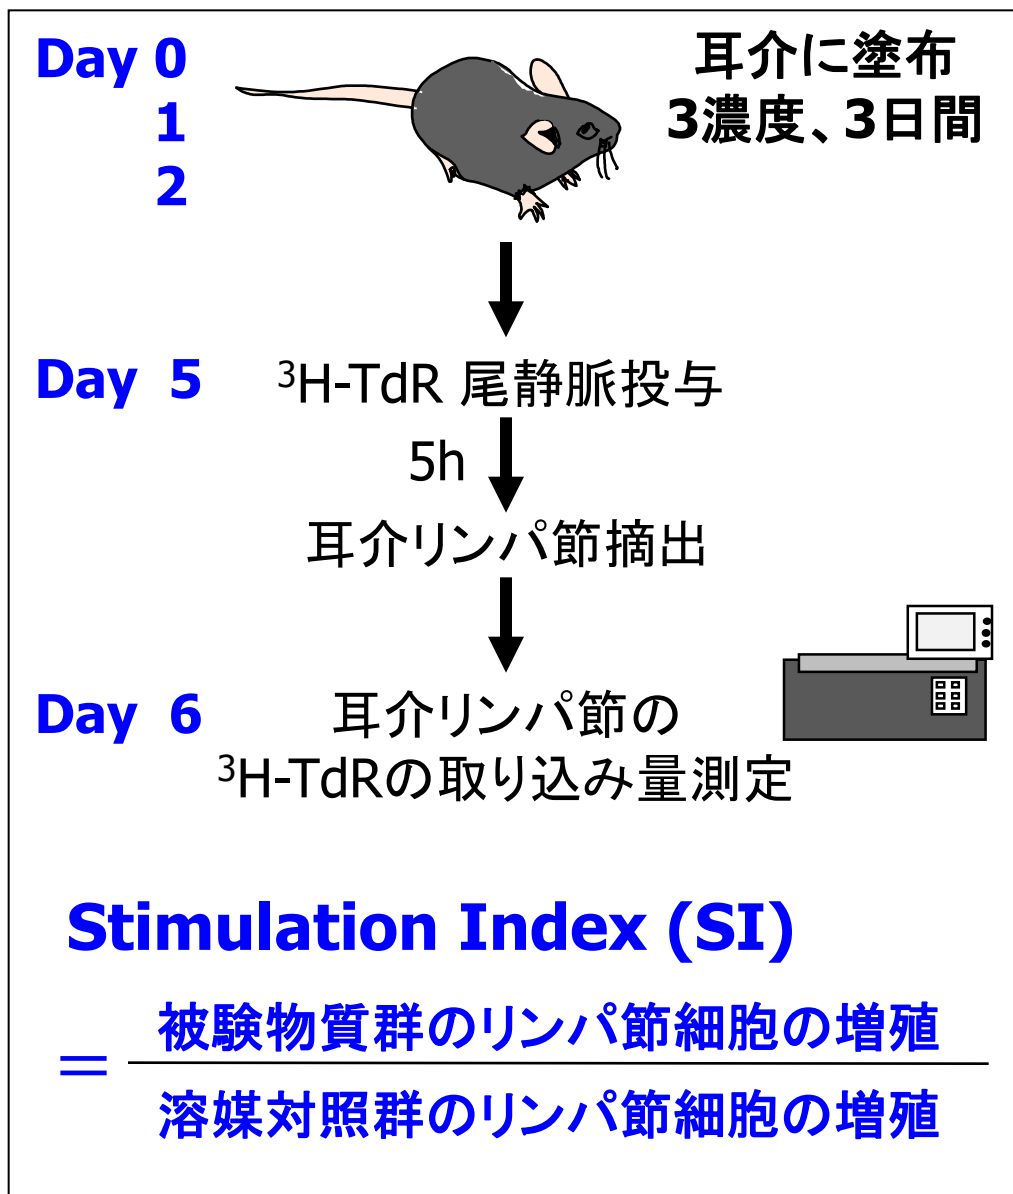 Day 0
1
2
耳介に塗布
3濃度、3日間
Day 5
³H-TdR 尾静脈投与
5h
耳介リンパ節摘出
Day 6
耳介リンパ節の
³H-TdRの取り込み量測定
Stimulation Index (SI)
被験物質群のリンパ節細胞の増殖
=
溶媒対照群のリンパ節細胞の増殖